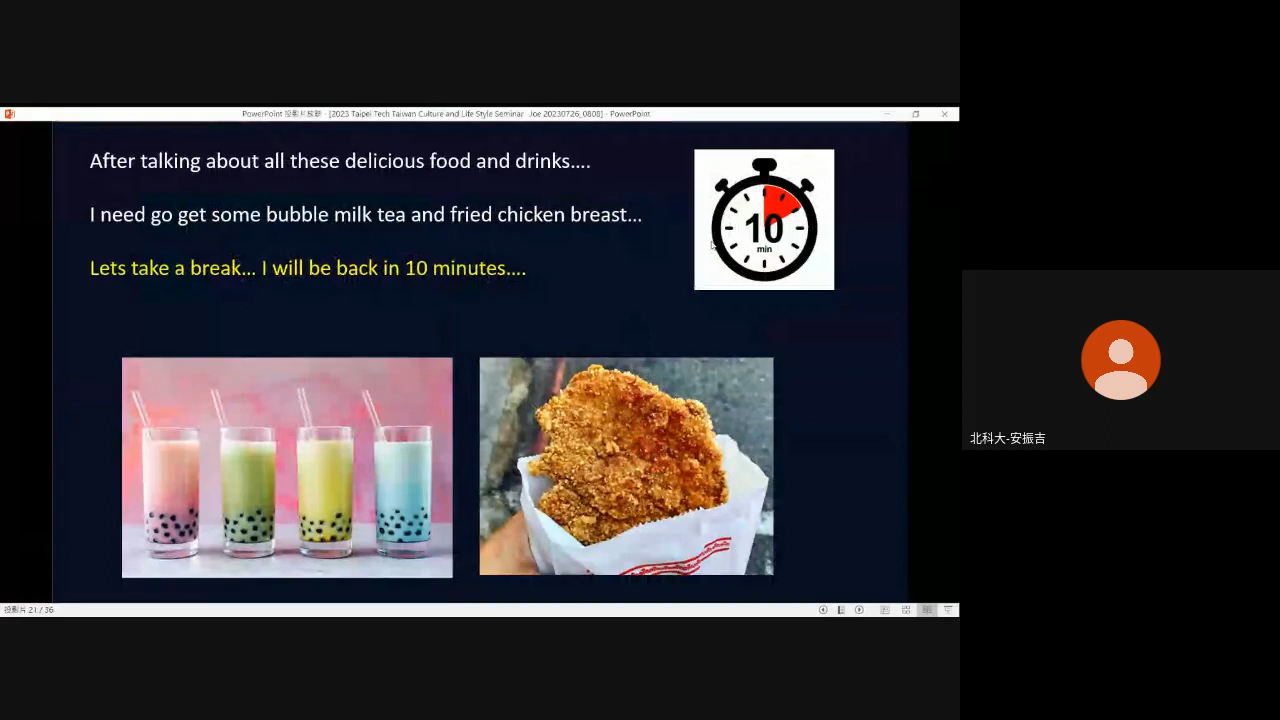 PowerPoint 投影片放映 - [2023 Taipei Tech Taiwan Culture and Life Style Seminar Joe 20230726_0808] - PowerPoint
After talking about all these delicious food and drinks....
I need go get some bubble milk tea and fried chicken breast...
Lets take a break... I will be back in 10 minutes....
10
min
北科大-安振吉
投影片 21 / 36